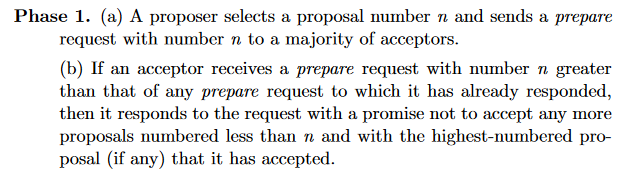 Phase 1. (a) A proposer selects a proposal number n and sends a prepare
request with number n to a majority of acceptors.
(b) If an acceptor receives a prepare request with number n greater
than that of any prepare request to which it has already responded,
then it responds to the request with a promise not to accept any more
proposals numbered less than n and with the highest-numbered pro-
posal (if any) that it has accepted.